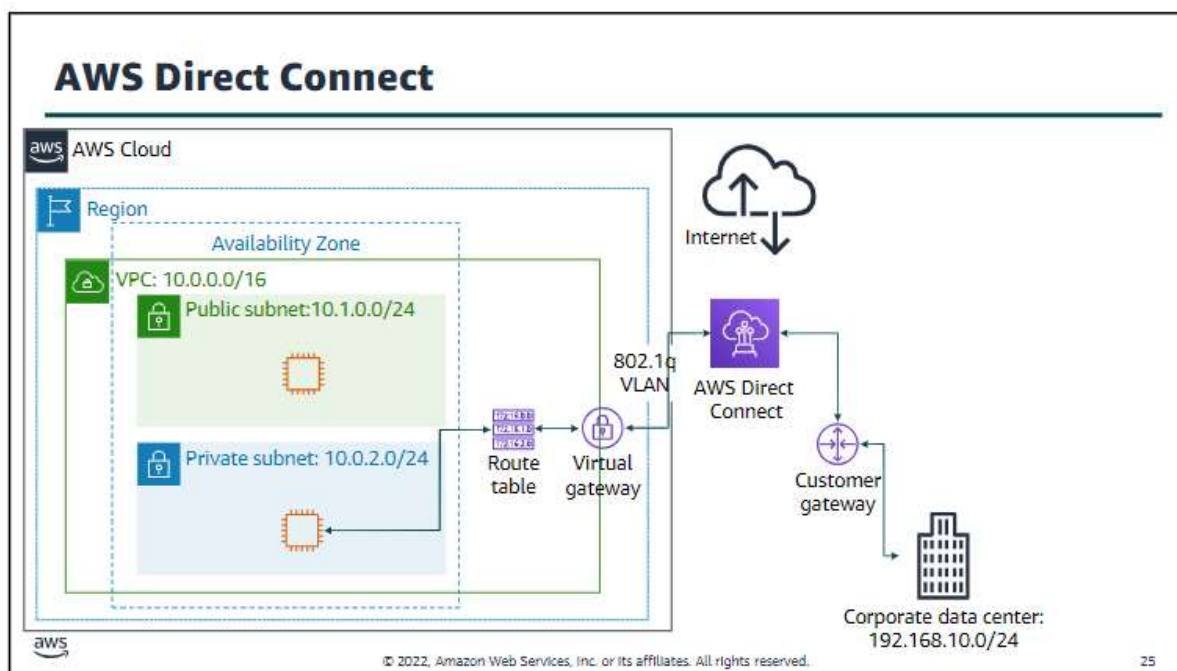 AWS Direct Connect
aws
AWS Cloud
Region
Availability Zone
VPC: 10.0.0.0/16
Public subnet:10.1.0.0/24
Private subnet: 10.0.2.0/24
Route
table
Virtual
gateway
802.1q
VLAN
Internet
AWS Direct
Connect
Customer
gateway
Corporate data center:
192.168.10.0/24
aws
© 2022, Amazon Web Services, Inc. or its affiliates. All rights reserved.
25